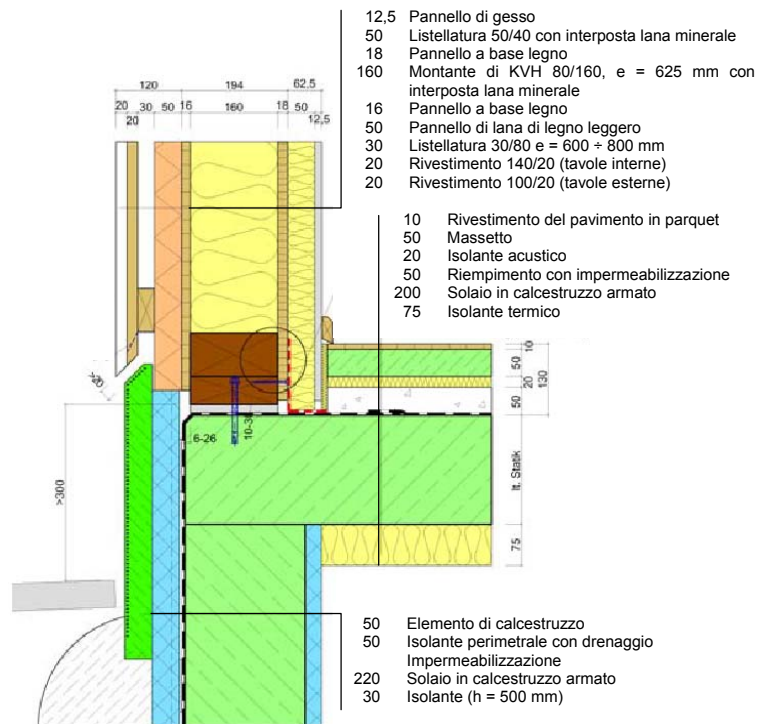 12,5 Pannello di gesso
50 Listellatura 50/40 con interposta lana minerale
18 Pannello a base legno
160 Montante di KVH 80/160, e = 625 mm con
interposta lana minerale
16 Pannello a base legno
50 Pannello di lana di legno leggero
30 Listellatura 30/80 e = 600 ÷ 800 mm
20 Rivestimento 140/20 (tavole interne)
20 Rivestimento 100/20 (tavole esterne)
120 194 62,5
20 30 50 16 160 18 50
20 12,5
10 Rivestimento del pavimento in parquet
50 Massetto
20 Isolante acustico
50 Riempimento con impermeabilizzazione
200 Solaio in calcestruzzo armato
75 Isolante termico
10
50
20
50
130
6-26
10-30
>300
lt. Statik
75
50 Elemento di calcestruzzo
50 Isolante perimetrale con drenaggio
Impermeabilizzazione
220 Solaio in calcestruzzo armato
30 Isolante (h = 500 mm)